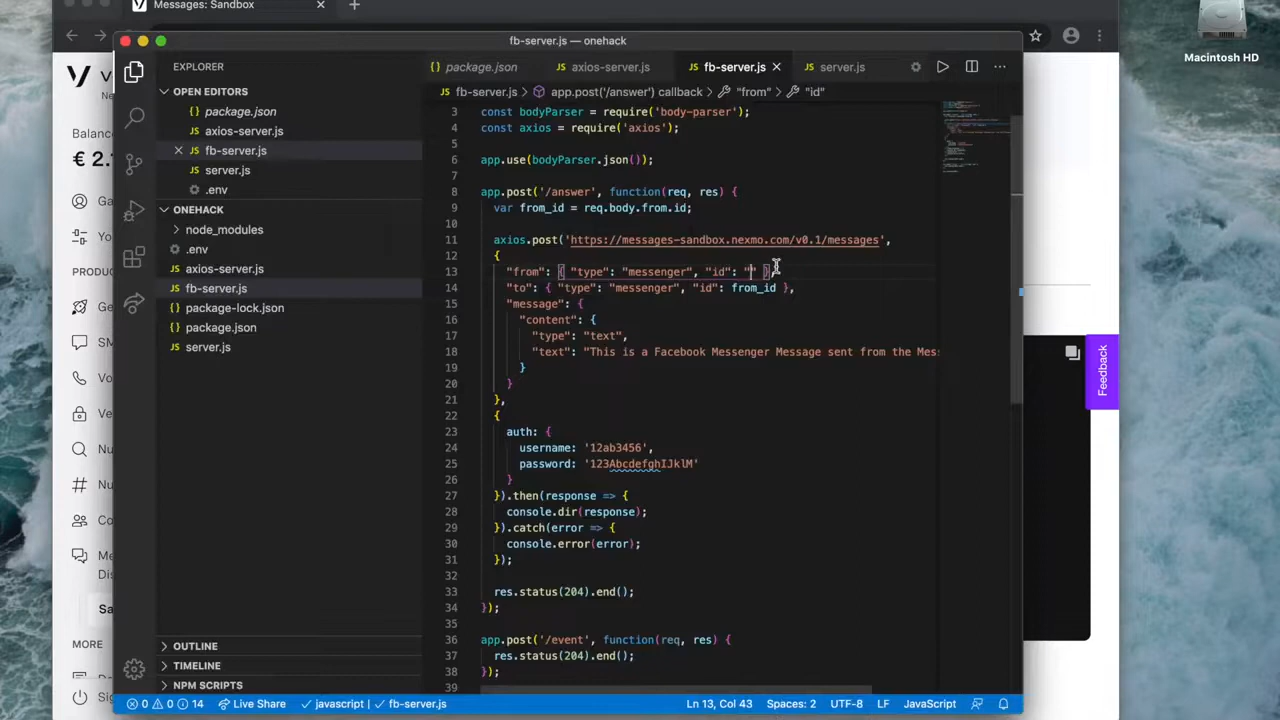 Messages: Sandbox
fb-server.js — onehack
Macintosh HD
EXPLORER
OPEN EDITORS
package.json
axios-server.js
fb-server.js
server.js
.env
ONEHACK
node_modules
.env
axios-server.js
fb-server.js
package-lock.json
package.json
server.js
OUTLINE
TIMELINE
NPM SCRIPTS
Balanc
€ 2.
PRODUC
MORE
package.json
axios-server.js
fb-server.js
server.js
fb-server.js > app.post('/answer') callback > "from" > "id"
3 const bodyParser = require('body-parser');
4 const axios = require('axios');
5
6 app.use(bodyParser.json());
7
8 app.post('/answer', function(req, res) {
9 var from_id = req.body.from.id;
10
11 axios.post('https://messages-sandbox.nexmo.com/v0.1/messages',
12 {
13 "from": { "type": "messenger", "id": "" },
14 "to": { "type": "messenger", "id": from_id },
15 "message": {
16 "content": {
17 "type": "text",
18 "text": "This is a Facebook Messenger Message sent from the Mes
19 }
20 }
21 },
22 {
23 auth: {
24 username: '12ab3456',
25 password: '123AbcdefghIJklM'
26 }
27 }).then(response => {
28 console.dir(response);
29 }).catch(error => {
30 console.error(error);
31 });
32
33 res.status(204).end();
34 });
35
36 app.post('/event', function(req, res) {
37 res.status(204).end();
38 });
39
Feedback
0 0 14 Live Share javascript fb-server.js Ln 13, Col 43 Spaces: 2 UTF-8 LF JavaScript